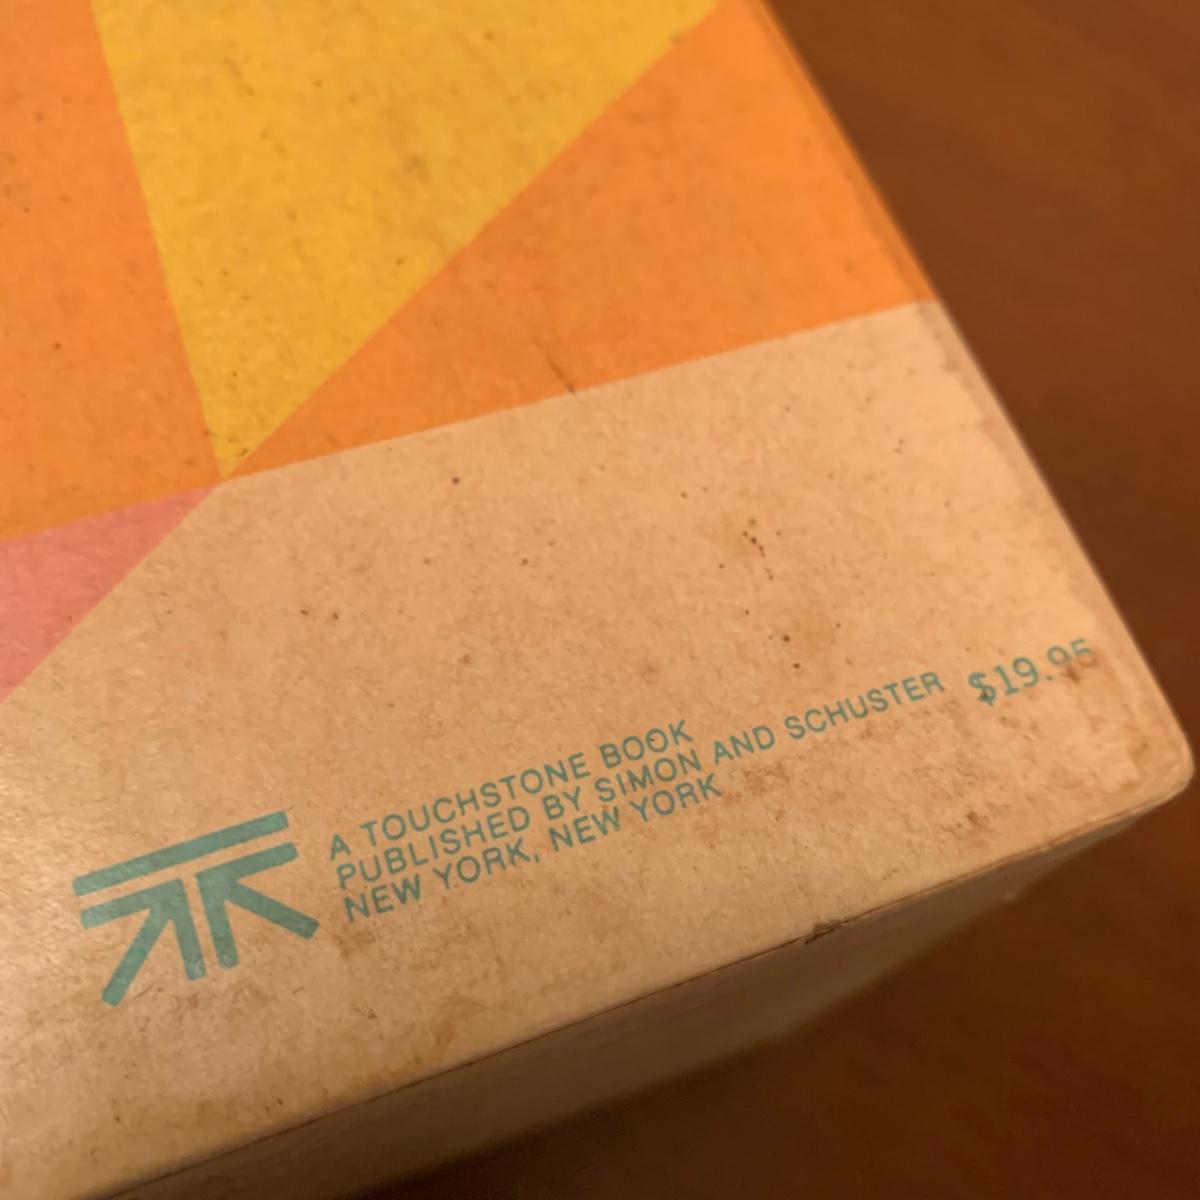 A TOUCHSTONE BOOK
PUBLISHED BY SIMON AND SCHUSTER $19.95
NEW YORK, NEW YORK